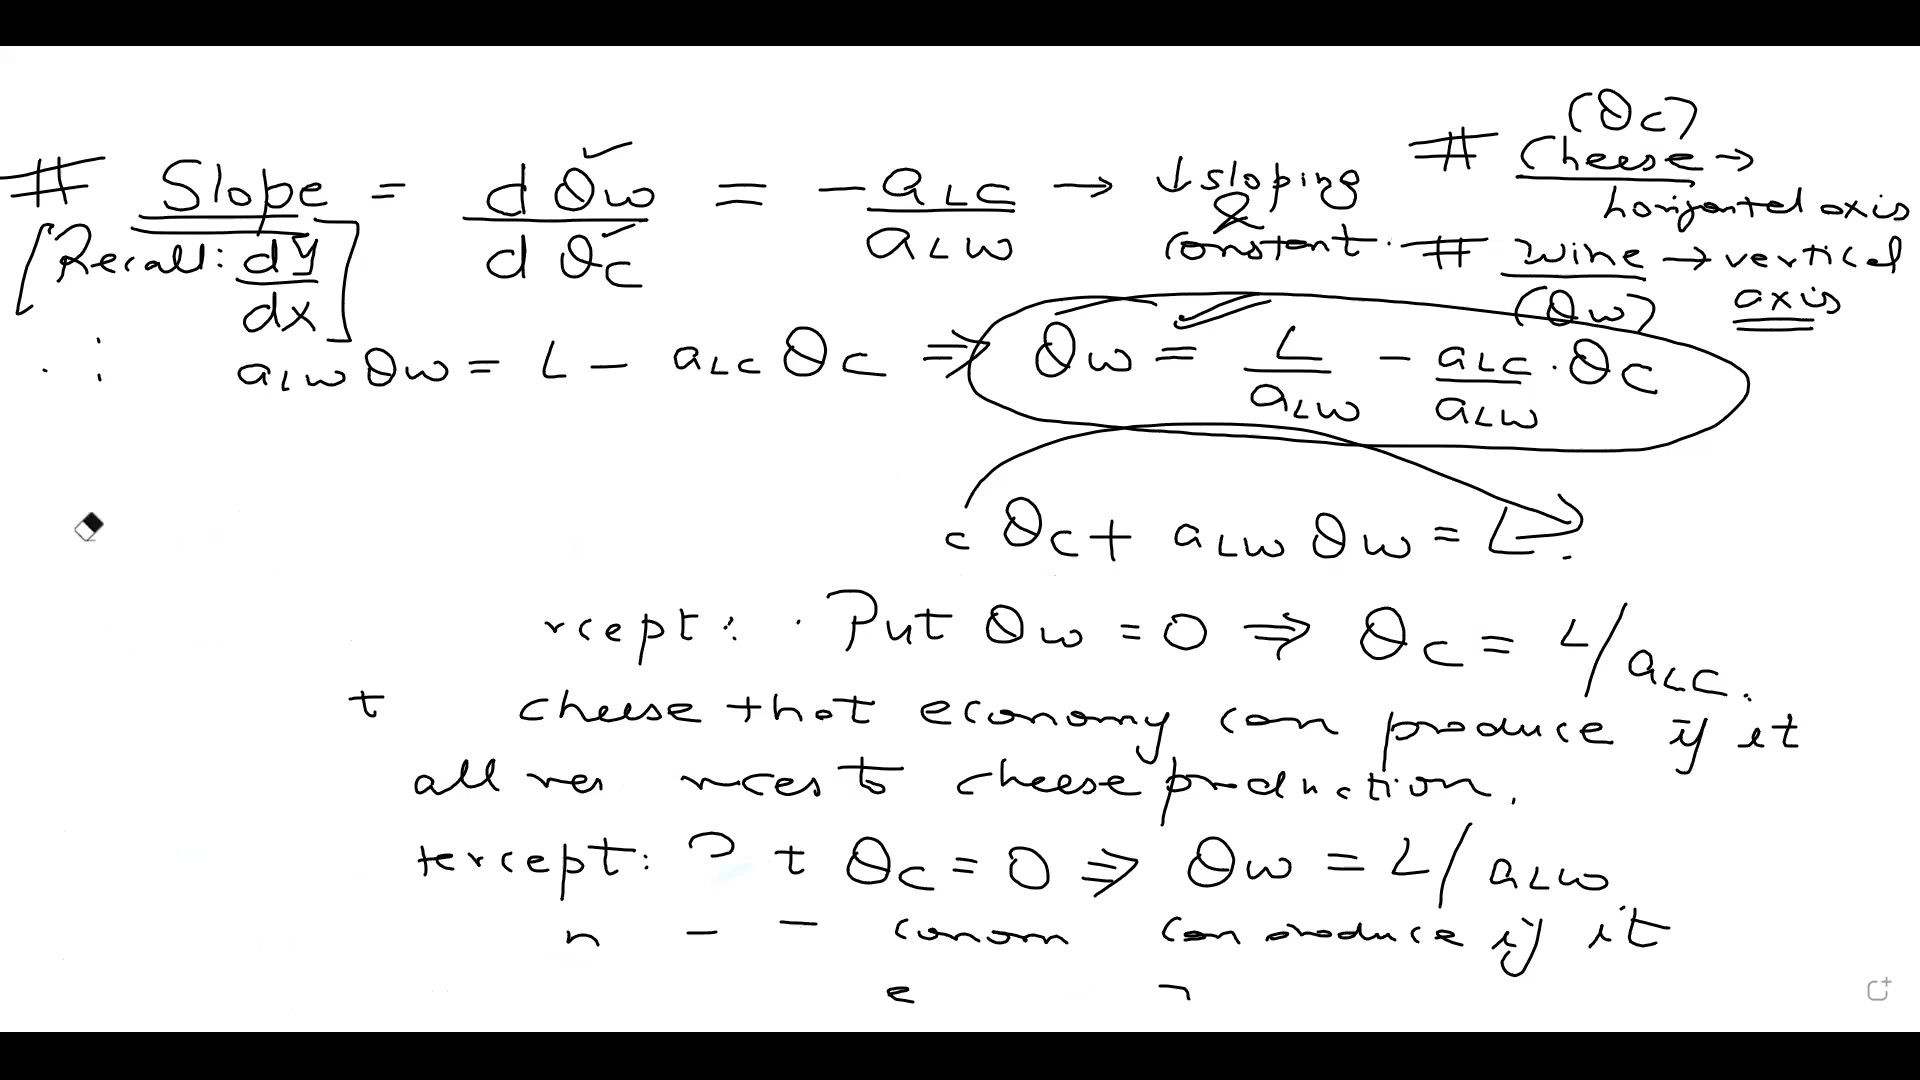 # Slope = dQw/dQc = -aLC/aLW → ↓ sloping & constant.
[Recall: dy/dx]
# (Qc) Cheese → horizontal axis
# Wine (Qw) → vertical axis
∴ aLW Qw = L - aLC Qc ⇒ Qw = L/aLW - aLC/aLW · Qc
c Qc + aLW Qw = L.
rcept: Put Qw = 0 ⇒ Qc = L/aLC.
t cheese that economy can produce if it
all res rces to cheese production.
tercept: t Qc = 0 ⇒ Qw = L/aLW.
n conom can produce if it
e